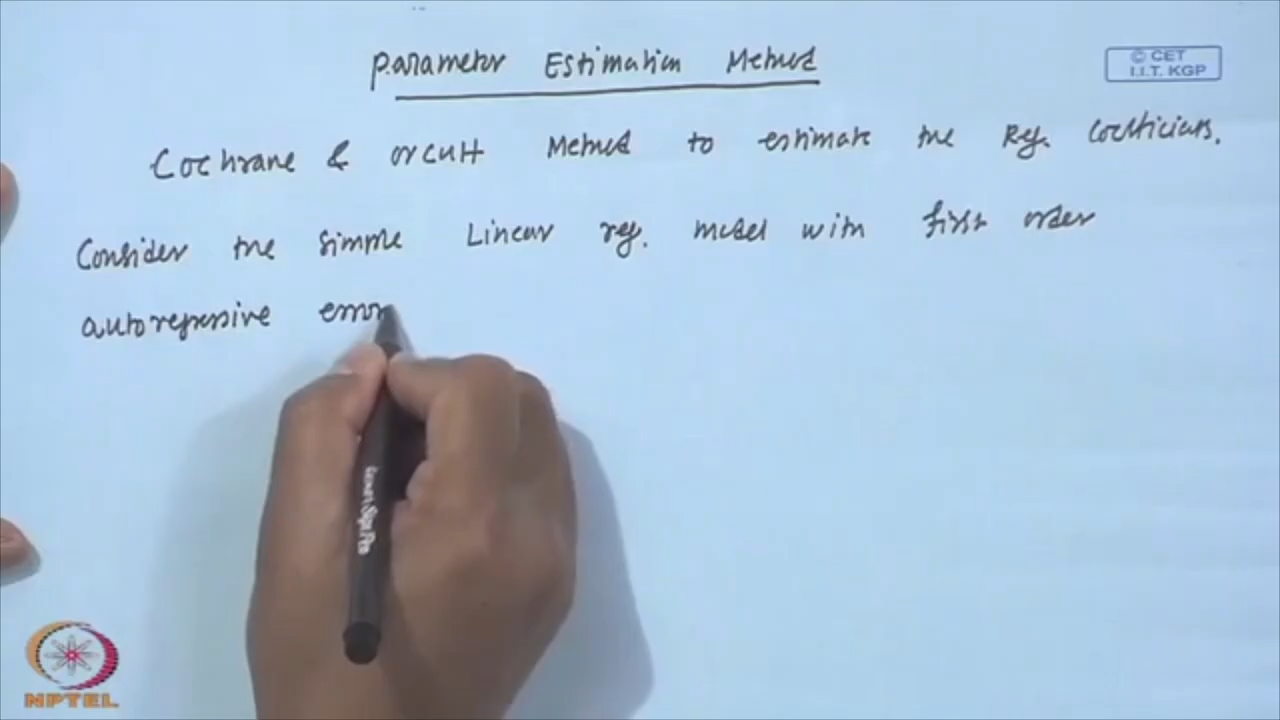 Parameter Estimation Method
© CET
I.I.T. KGP
Cochrane & orcutt Method to estimate the Reg. Coefficients.
Consider the simple Linear reg. model with first order
autoregressive error
NPTEL